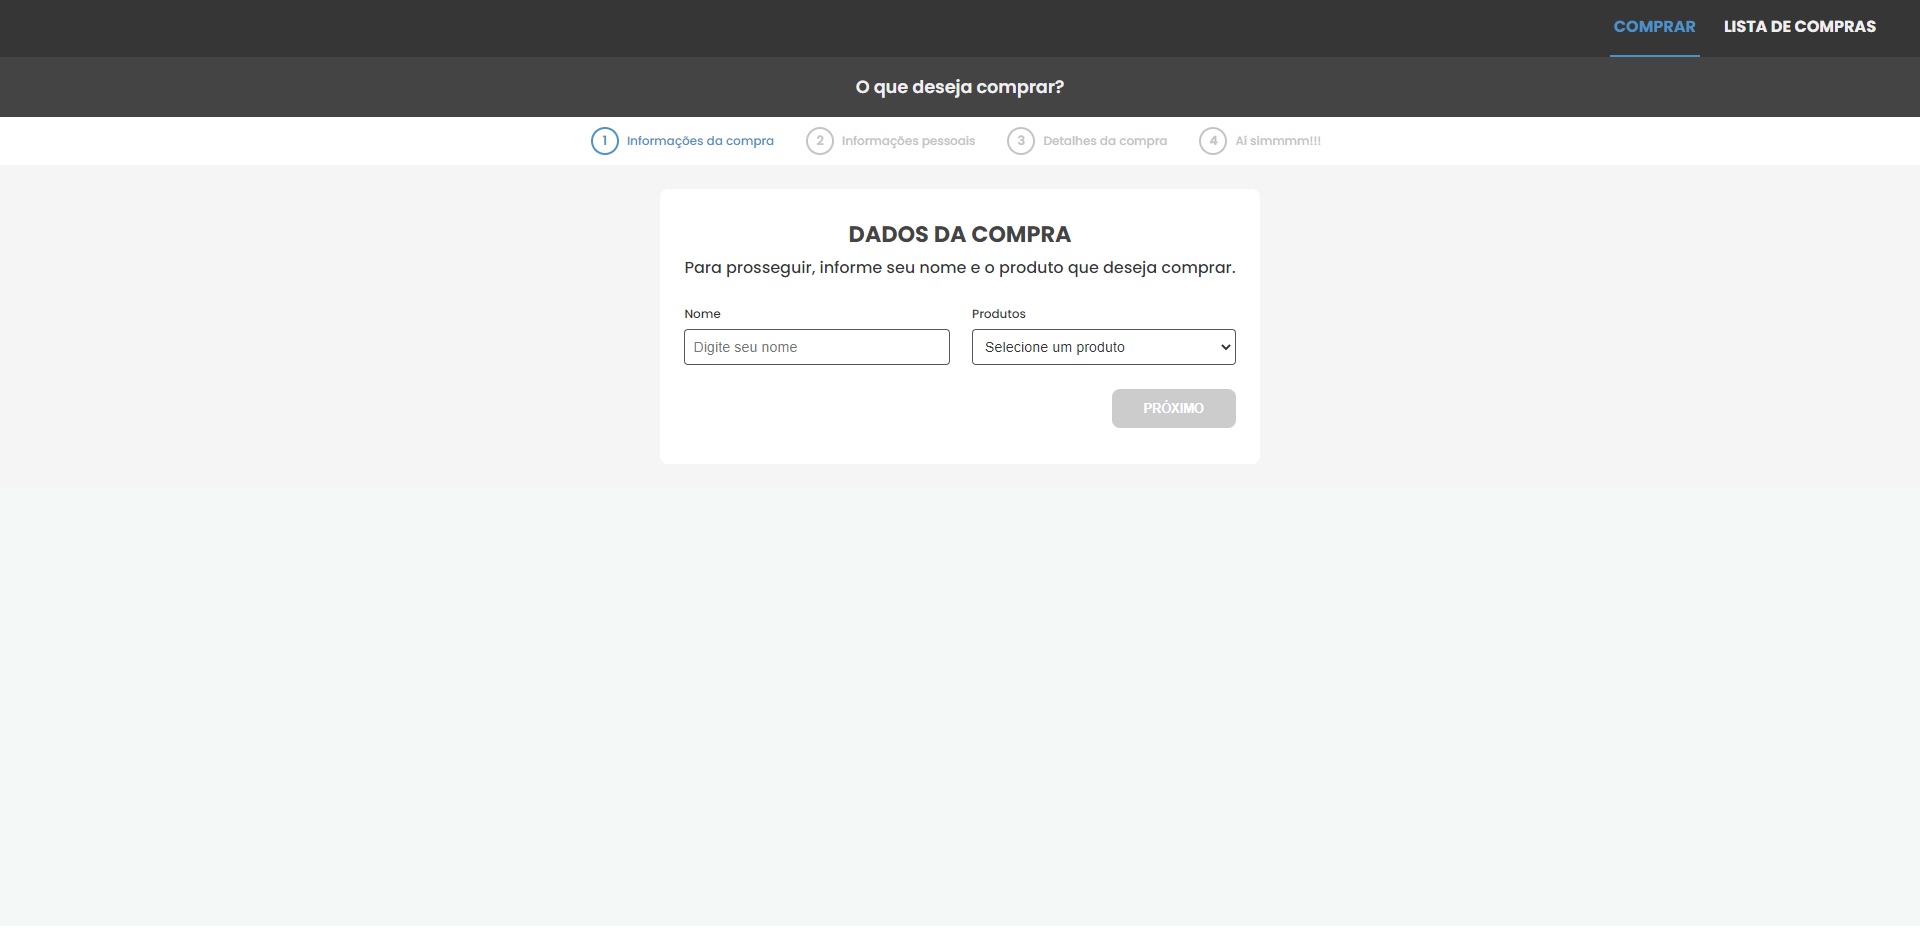 COMPRAR LISTA DE COMPRAS
O que deseja comprar?
1 Informações da compra 2 Informações pessoais 3 Detalhes da compra 4 Aí simmmm!!!
DADOS DA COMPRA
Para prosseguir, informe seu nome e o produto que deseja comprar.
Nome Produtos
Digite seu nome Selecione um produto
PRÓXIMO